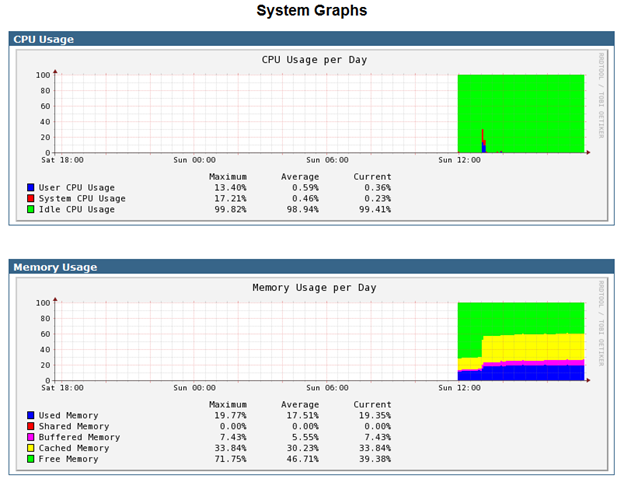 System Graphs
CPU Usage
CPU Usage per Day
RRDTOOL / TOBI OETIKER
100
80
60
40
20
0
Sat 18:00 Sun 00:00 Sun 06:00 Sun 12:00
Maximum Average Current
User CPU Usage 13.40% 0.59% 0.36%
System CPU Usage 17.21% 0.46% 0.23%
Idle CPU Usage 99.82% 98.94% 99.41%
Memory Usage
Memory Usage per Day
RRDTOOL / TOBI OETIKER
100
80
60
40
20
0
Sat 18:00 Sun 00:00 Sun 06:00 Sun 12:00
Maximum Average Current
Used Memory 19.77% 17.51% 19.35%
Shared Memory 0.00% 0.00% 0.00%
Buffered Memory 7.43% 5.55% 7.43%
Cached Memory 33.84% 30.23% 33.84%
Free Memory 71.75% 46.71% 39.38%